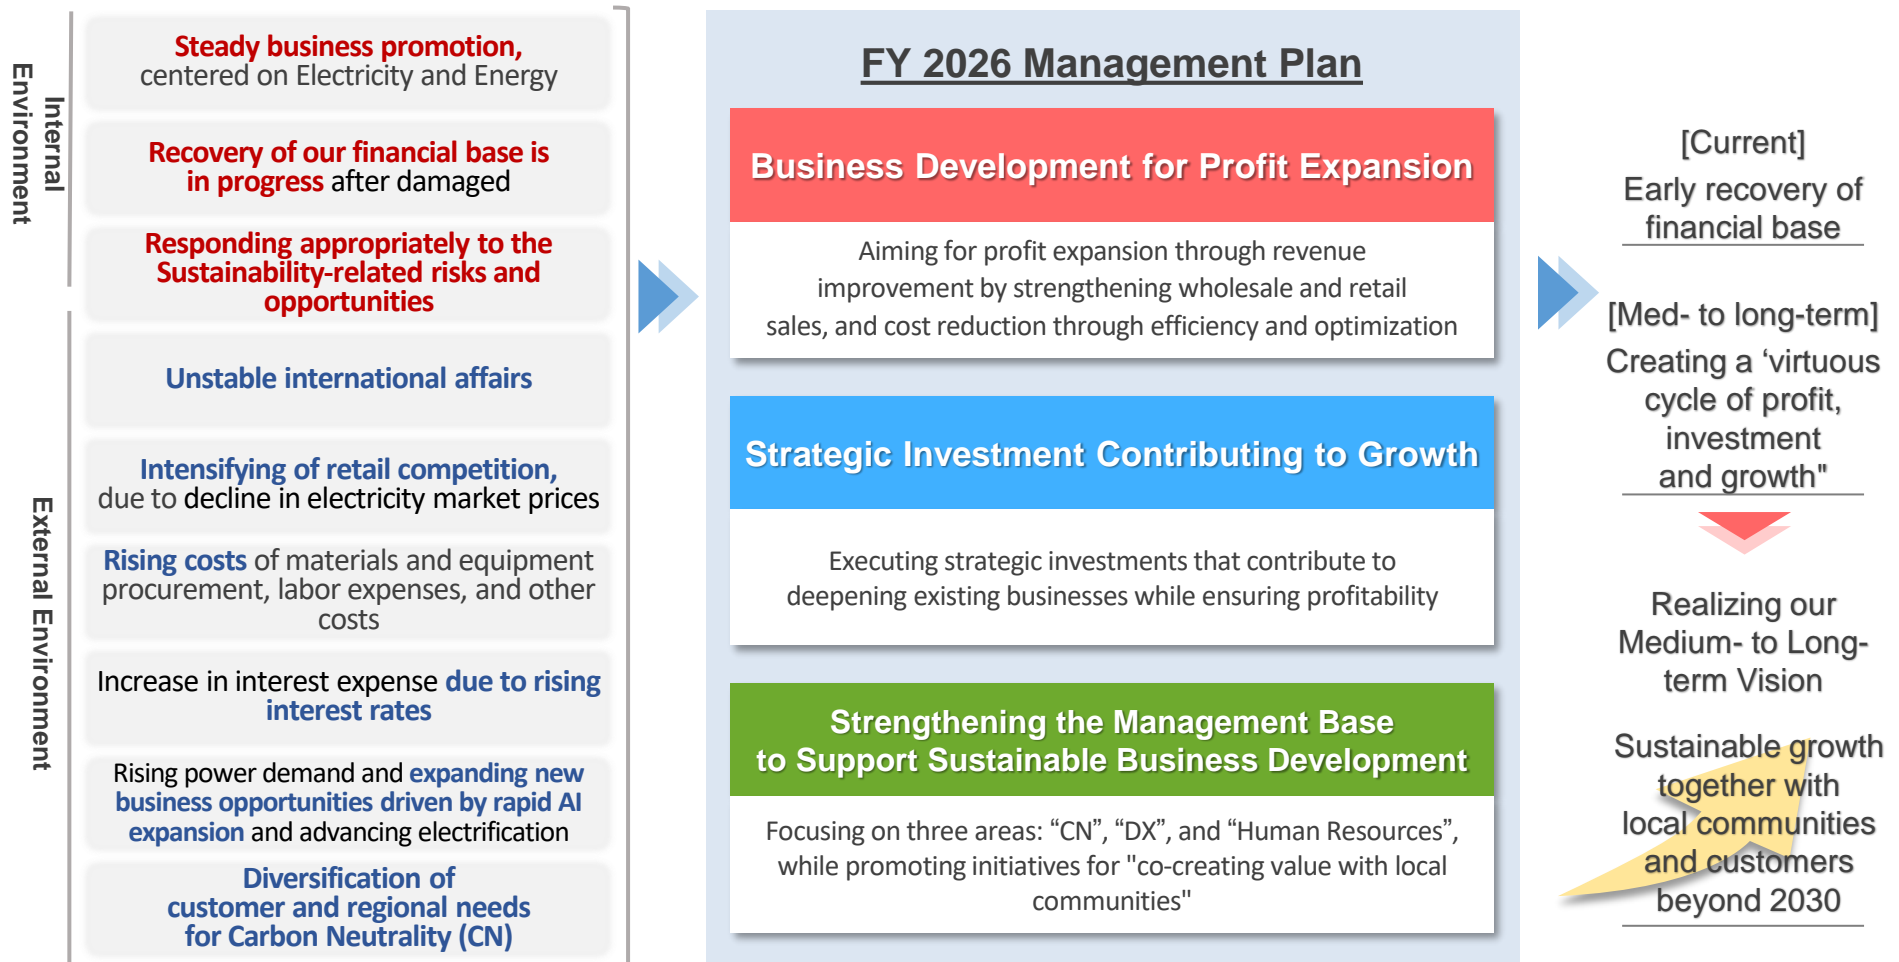 Internal
Environment
Steady business promotion,
centered on Electricity and Energy
Recovery of our financial base is
in progress after damaged
Responding appropriately to the
Sustainability-related risks and
opportunities
External Environment
Unstable international affairs
Intensifying of retail competition,
due to decline in electricity market prices
Rising costs of materials and equipment
procurement, labor expenses, and other
costs
Increase in interest expense due to rising
interest rates
Rising power demand and expanding new
business opportunities driven by rapid AI
expansion and advancing electrification
Diversification of
customer and regional needs
for Carbon Neutrality (CN)
FY 2026 Management Plan
Business Development for Profit Expansion
Aiming for profit expansion through revenue
improvement by strengthening wholesale and retail
sales, and cost reduction through efficiency and optimization
Strategic Investment Contributing to Growth
Executing strategic investments that contribute to
deepening existing businesses while ensuring profitability
Strengthening the Management Base
to Support Sustainable Business Development
Focusing on three areas: “CN”, “DX”, and “Human Resources”,
while promoting initiatives for "co-creating value with local
communities"
[Current]
Early recovery of
financial base
[Med- to long-term]
Creating a ‘virtuous
cycle of profit,
investment
and growth"
Realizing our
Medium- to Long-
term Vision
Sustainable growth
together with
local communities
and customers
beyond 2030